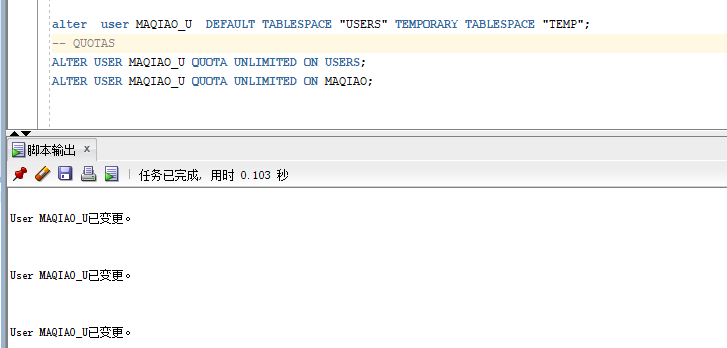 alter  user MAQIAO_U  DEFAULT TABLESPACE "USERS" TEMPORARY TABLESPACE "TEMP";
-- QUOTAS
ALTER USER MAQIAO_U QUOTA UNLIMITED ON USERS;
ALTER USER MAQIAO_U QUOTA UNLIMITED ON MAQIAO;
脚本输出 x
任务已完成, 用时 0.103 秒
User MAQIAO_U已变更。
User MAQIAO_U已变更。
User MAQIAO_U已变更。